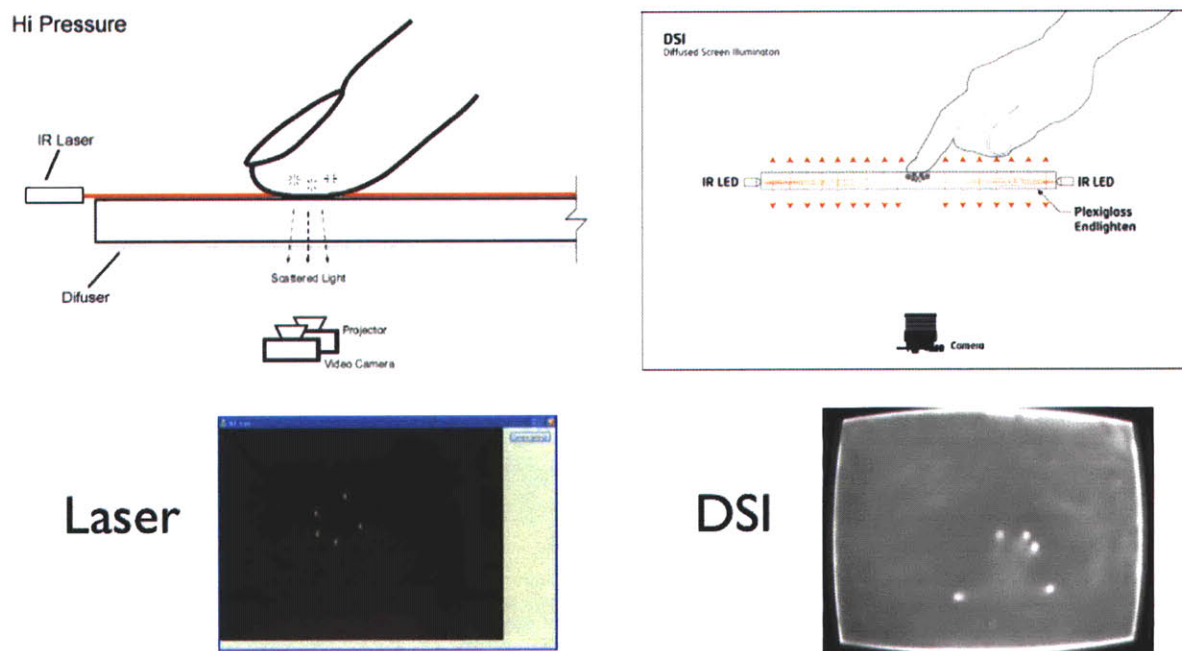 Hi Pressure
IR Laser
Difuser
Scattered Light
Projector
Video Camera
DSI
Diffused Screen Illumination
IR LED
IR LED
Plexiglass
Endlighten
Camera
Laser
DSI